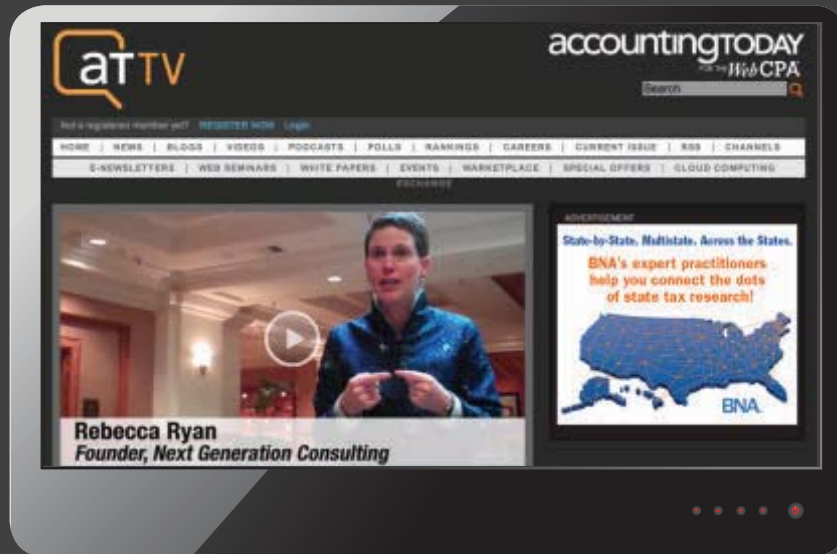 aTTV
accountingTODAY
FOR THE WebCPA
Search
Not a registered member yet? REGISTER NOW Login
HOME | NEWS | BLOGS | VIDEOS | PODCASTS | POLLS | RANKINGS | CAREERS | CURRENT ISSUE | RSS | CHANNELS
E-NEWSLETTERS | WEB SEMINARS | WHITE PAPERS | EVENTS | MARKETPLACE | SPECIAL OFFERS | CLOUD COMPUTING
EXCHANGE
Rebecca Ryan
Founder, Next Generation Consulting
ADVERTISEMENT
State-by-State. Multistate. Across the States.
BNA's expert practitioners
help you connect the dots
of state tax research!
BNA